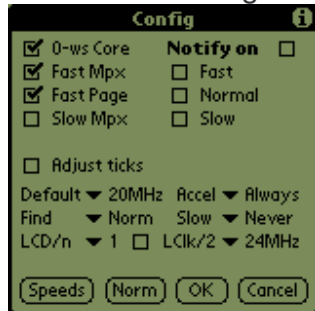 Config
0-ws Core Notify on
Fast Mpx Fast
Fast Page Normal
Slow Mpx Slow
Adjust ticks
Default 20MHz Accel Always
Find Norm Slow Never
LCD/n 1 LClk/2 24MHz
Speeds Norm OK Cancel